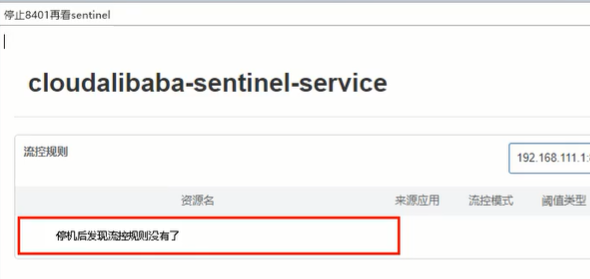 停止8401再看sentinel
cloudalibaba-sentinel-service
流控规则
192.168.111.1:
资源名 来源应用 流控模式 阈值类型
停机后发现流控规则没有了